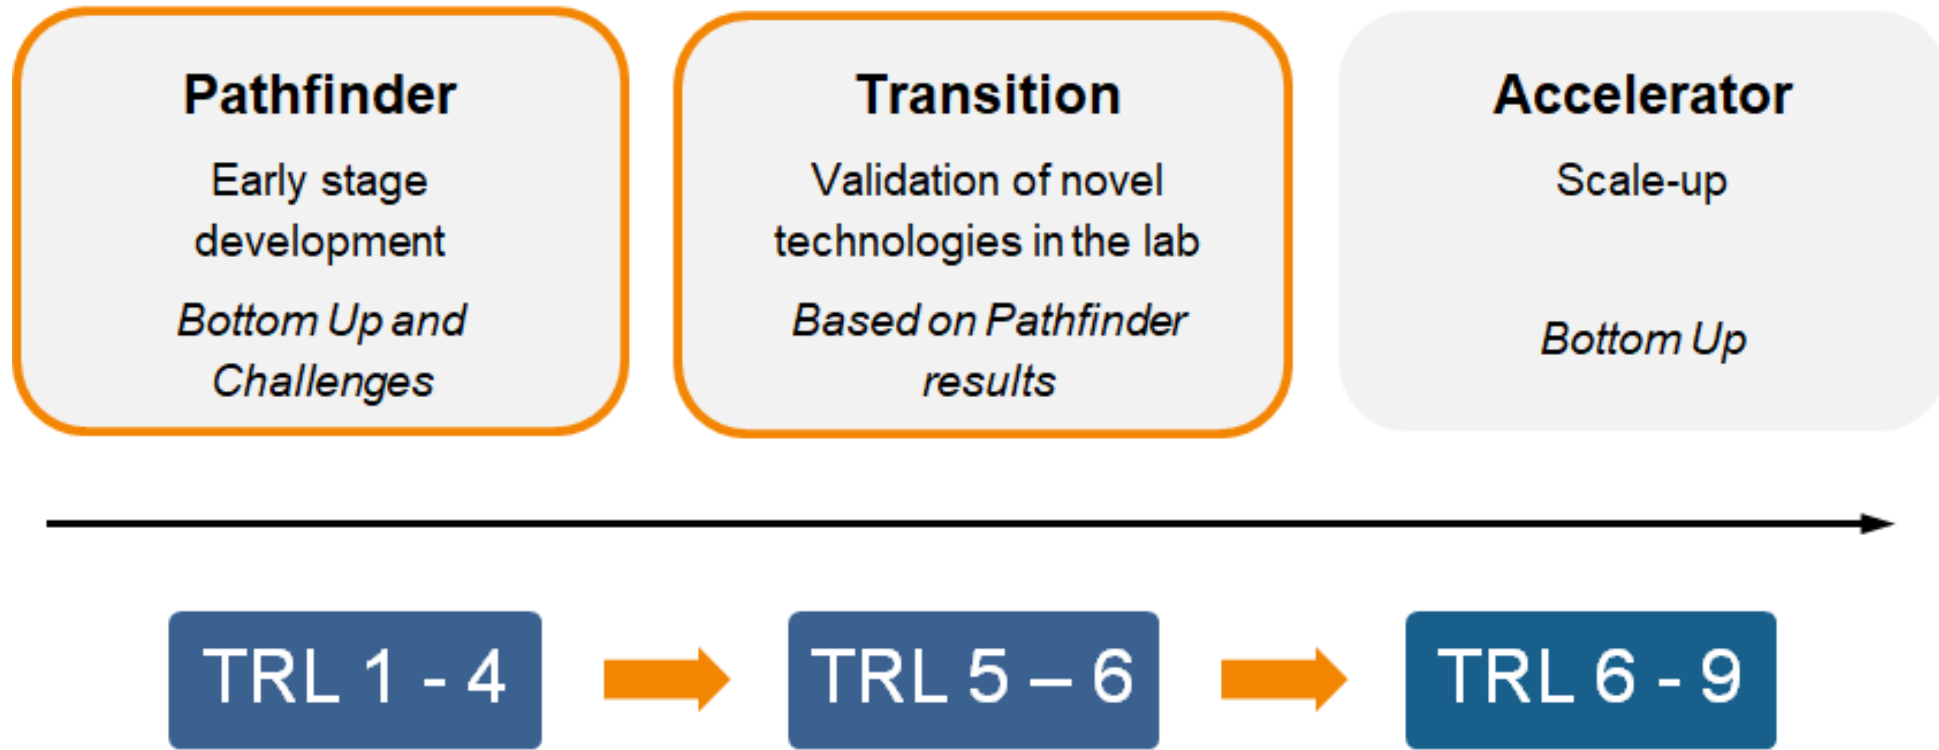 Pathfinder
Early stage
development
Bottom Up and
Challenges
Transition
Validation of novel
technologies in the lab
Based on Pathfinder
results
Accelerator
Scale-up
Bottom Up
TRL 1 - 4
TRL 5 – 6
TRL 6 - 9